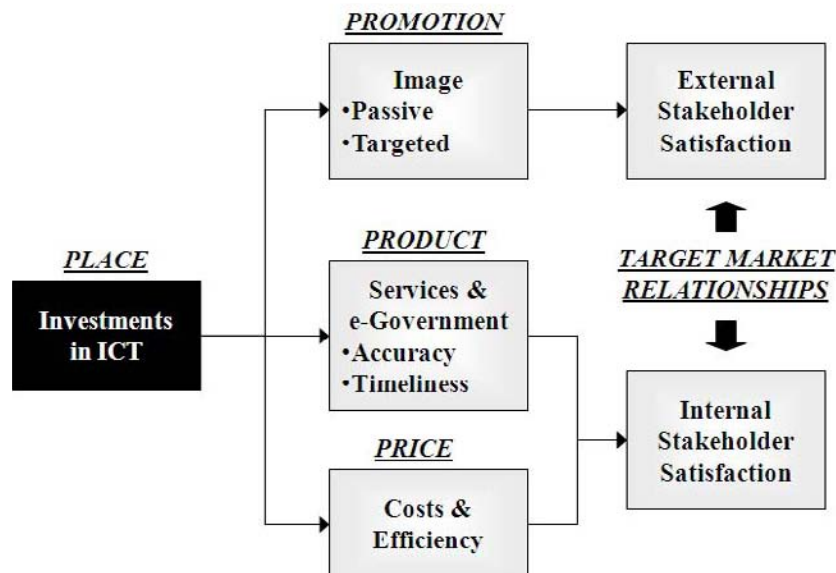 PROMOTION
Image
•Passive
•Targeted
External
Stakeholder
Satisfaction
PLACE
Investments
in ICT
PRODUCT
Services &
e-Government
•Accuracy
•Timeliness
TARGET MARKET
RELATIONSHIPS
PRICE
Costs &
Efficiency
Internal
Stakeholder
Satisfaction